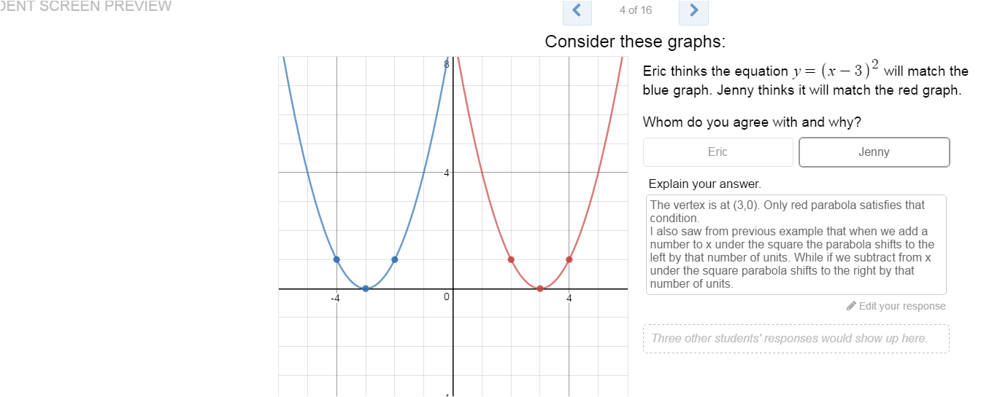 DENT SCREEN PREVIEW
4 of 16
Consider these graphs:
8
4
-4
0
4
Eric thinks the equation y = (x − 3)² will match the
blue graph. Jenny thinks it will match the red graph.
Whom do you agree with and why?
Eric
Jenny
Explain your answer.
The vertex is at (3,0). Only red parabola satisfies that
condition.
I also saw from previous example that when we add a
number to x under the square the parabola shifts to the
left by that number of units. While if we subtract from x
under the square parabola shifts to the right by that
number of units.
Edit your response
Three other students' responses would show up here.